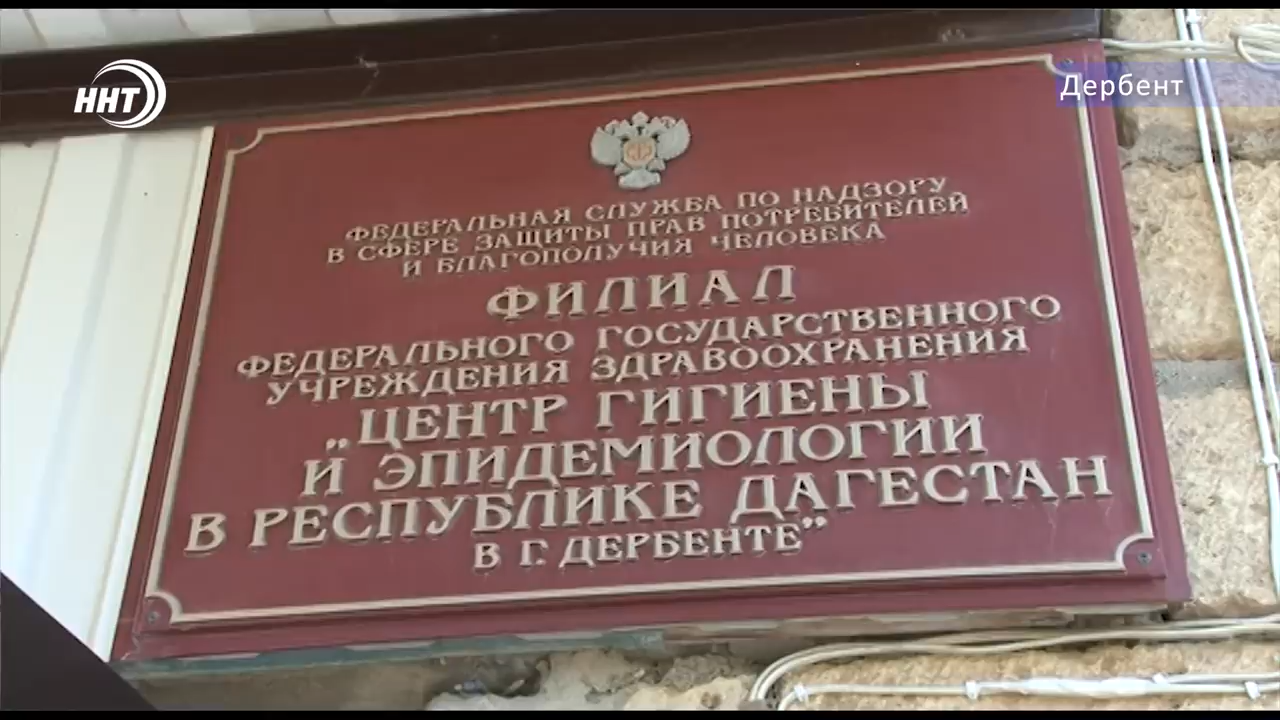 ННТ
Дербент
ФЕДЕРАЛЬНАЯ СЛУЖБА ПО НАДЗОРУ
В СФЕРЕ ЗАЩИТЫ ПРАВ ПОТРЕБИТЕЛЕЙ
И БЛАГОПОЛУЧИЯ ЧЕЛОВЕКА
ФИЛИАЛ
ФЕДЕРАЛЬНОГО ГОСУДАРСТВЕННОГО
УЧРЕЖДЕНИЯ ЗДРАВООХРАНЕНИЯ
„ЦЕНТР ГИГИЕНЫ
И ЭПИДЕМИОЛОГИИ
В РЕСПУБЛИКЕ ДАГЕСТАН
В Г. ДЕРБЕНТЕ”